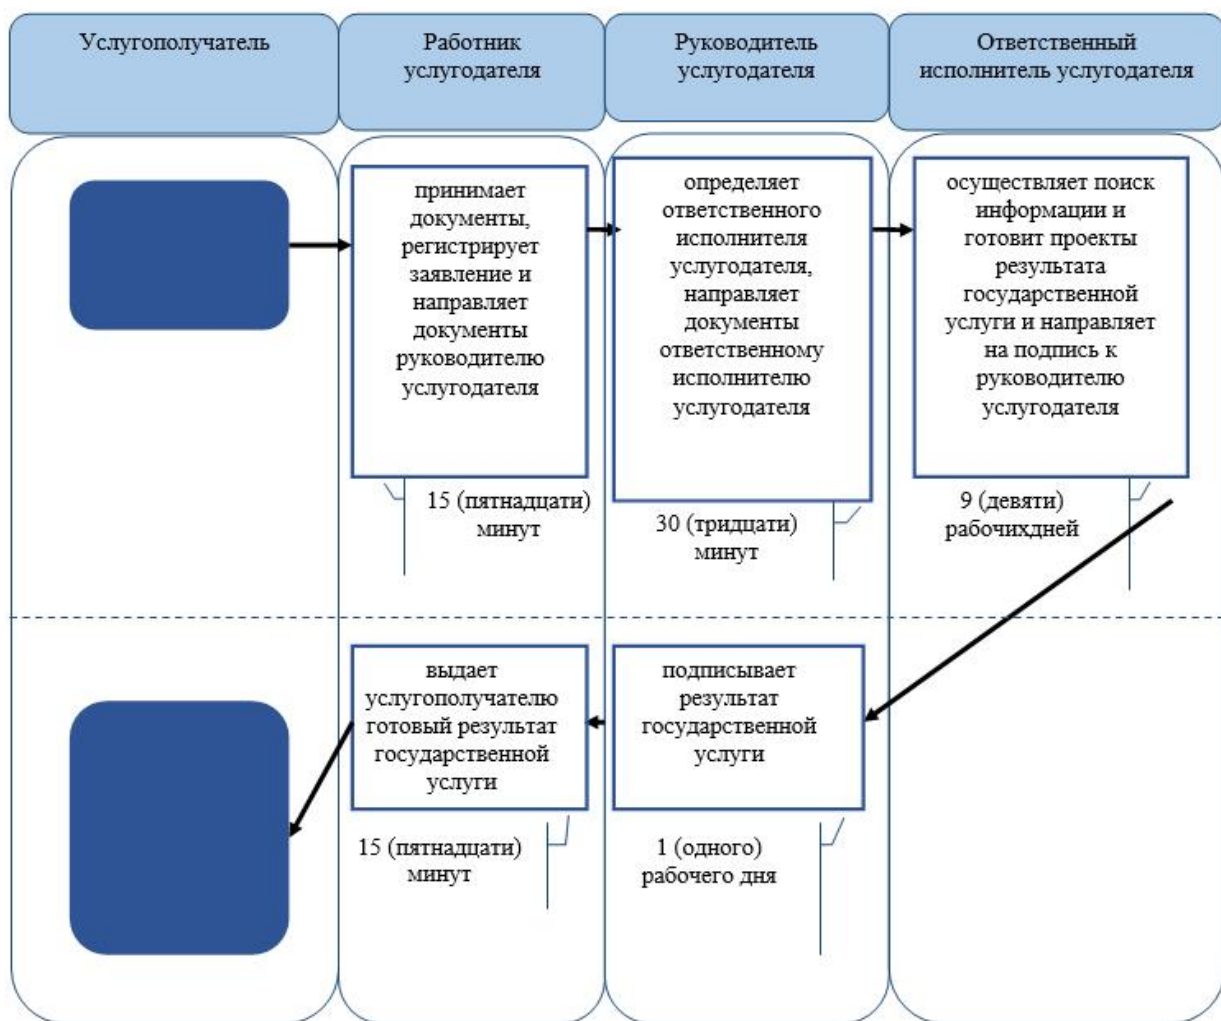 Услугополучатель
Работник
услугодателя
Руководитель
услугодателя
Ответственный
исполнитель услугодателя
принимает
документы,
регистрирует
заявление и
направляет
документы
руководителю
услугодателя
15 (пятнадцати)
минут
определяет
ответственного
исполнителя
услугодателя,
направляет
документы
ответственному
исполнителю
услугодателя
30 (тридцати)
минут
осуществляет поиск
информации и
готовит проекты
результата
государственной
услуги и направляет
на подпись к
руководителю
услугодателя
9 (девяти)
рабочихдней
выдает
услугополучателю
готовый результат
государственной
услуги
15 (пятнадцати)
минут
подписывает
результат
государственной
услуги
1 (одного)
рабочего дня